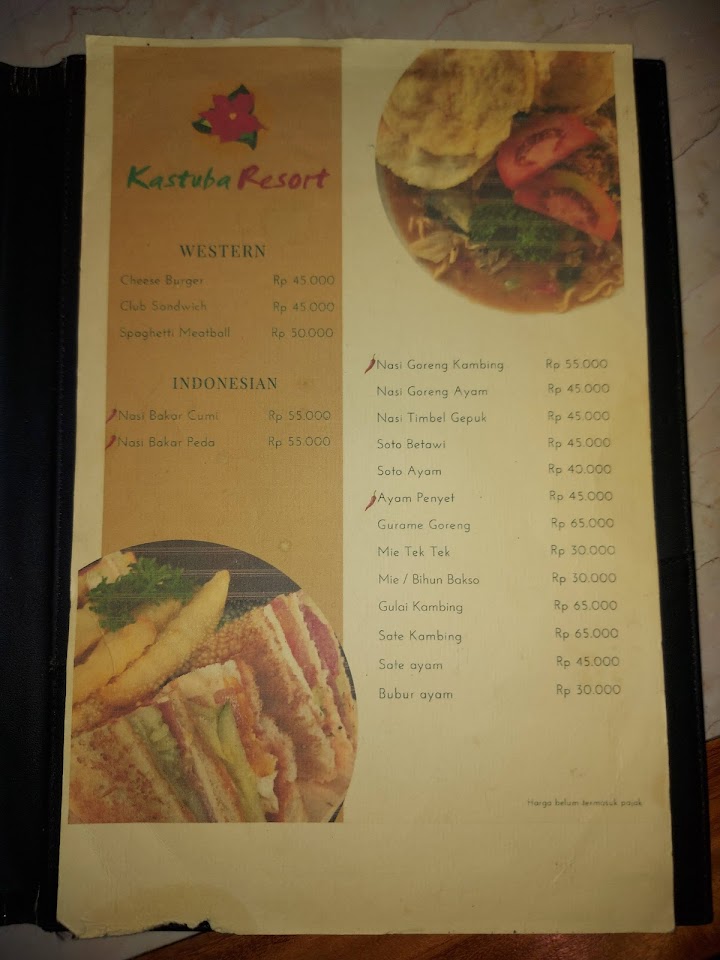 Kastuba Resort
WESTERN
Cheese Burger Rp 45.000
Club Sandwich Rp 45.000
Spaghetti Meatball Rp 50.000
INDONESIAN
Nasi Bakar Cumi Rp 55.000
Nasi Bakar Peda Rp 55.000
Nasi Goreng Kambing Rp 55.000
Nasi Goreng Ayam Rp 45.000
Nasi Timbel Gepuk Rp 45.000
Soto Betawi Rp 45.000
Soto Ayam Rp 40.000
Ayam Penyet Rp 45.000
Gurame Goreng Rp 65.000
Mie Tek Tek Rp 30.000
Mie / Bihun Bakso Rp 30.000
Gulai Kambing Rp 65.000
Sate Kambing Rp 65.000
Sate ayam Rp 45.000
Bubur ayam Rp 30.000
Harga belum termasuk pajak